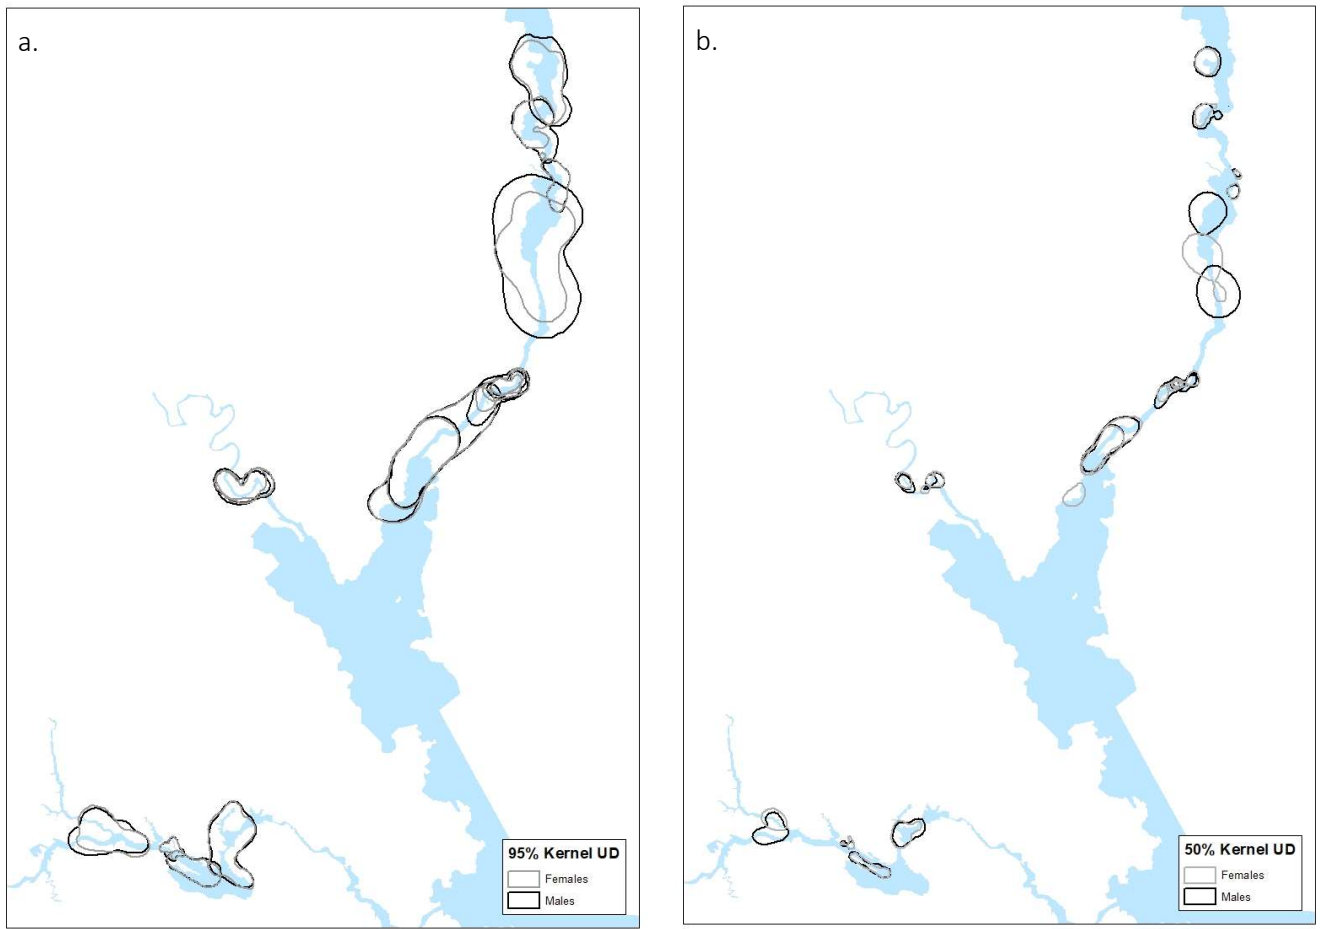 a.
95% Kernel UD
Females
Males
b.
50% Kernel UD
Females
Males